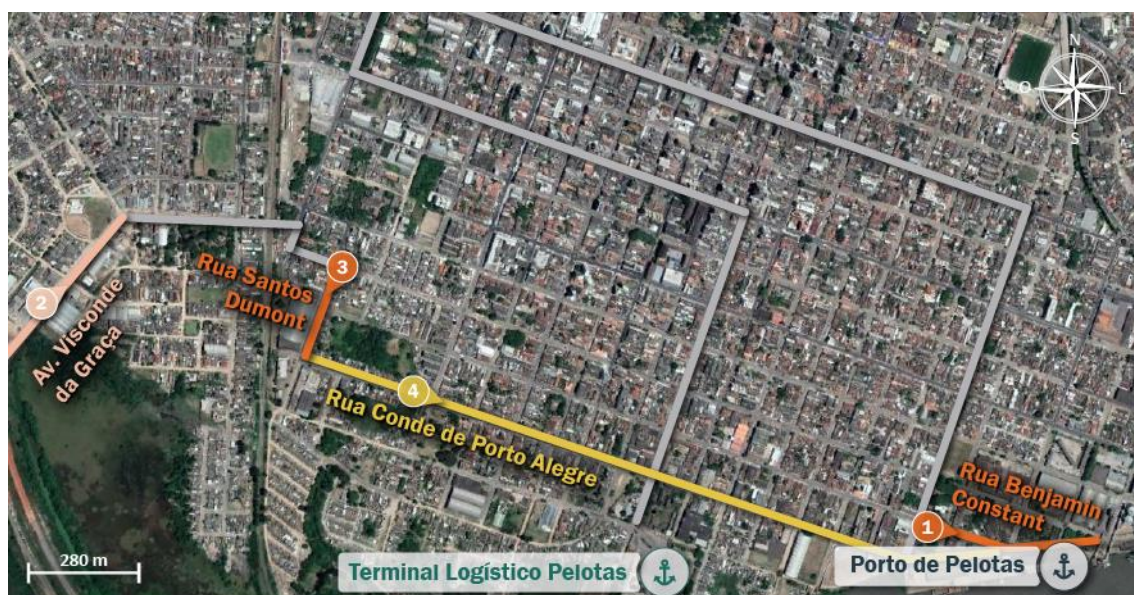 N
O
L
S
3
Rua Santos
Dumont
2
Av. Visconde
da Graça
4
Rua Conde de Porto Alegre
Rua Benjamin
Constant
1
280 m
Terminal Logístico Pelotas
Porto de Pelotas